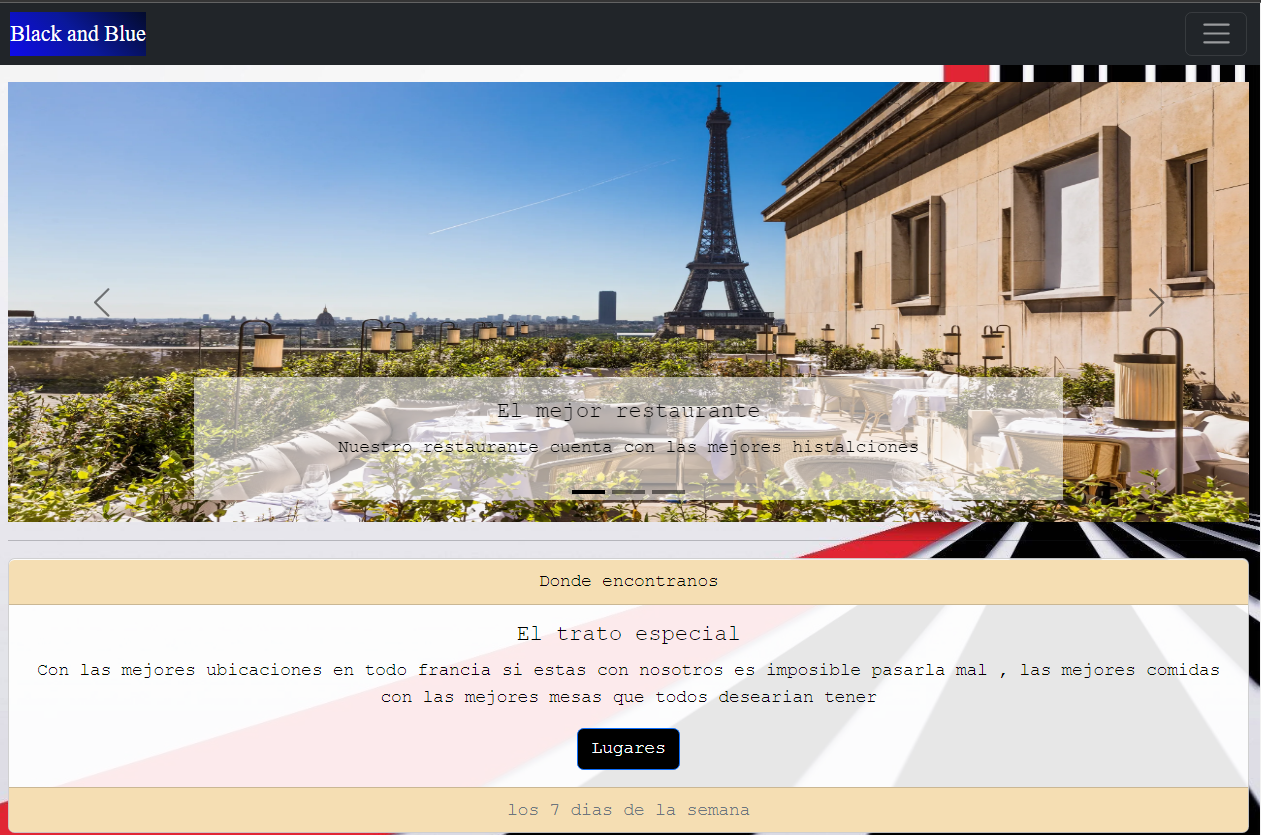 Black and Blue
El mejor restaurante
Nuestro restaurante cuenta con las mejores histalciones
Donde encontranos
El trato especial
Con las mejores ubicaciones en todo francia si estas con nosotros es imposible pasarla mal , las mejores comidas
con las mejores mesas que todos desearian tener
Lugares
los 7 dias de la semana